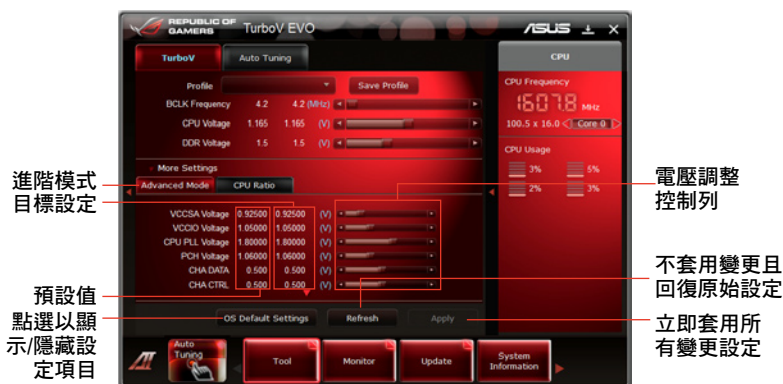 REPUBLIC OF
GAMERS
TurboV EVO
ASUS
TurboV
Auto Tuning
Profile
Save Profile
BCLK Frequency 4.2 4.2 (MHz)
CPU Voltage 1.165 1.165 (V)
DDR Voltage 1.5 1.5 (V)
More Settings
Advanced Mode
CPU Ratio
VCCSA Voltage 0.92500 0.92500 (V)
VCCIO Voltage 1.05000 1.05000 (V)
CPU PLL Voltage 1.80000 1.80000 (V)
PCH Voltage 1.06000 1.06000 (V)
CHA DATA 0.500 0.500 (V)
CHA CTRL 0.500 0.500 (V)
OS Default Settings
Refresh
Apply
CPU
CPU Frequency
1607.8 MHz
100.5 x 16.0
Core 0
CPU Usage
3% 5%
2% 3%
Auto
Tuning
Tool
Monitor
Update
System
Information
進階模式
目標設定
預設值
點選以顯
示/隱藏設
定項目
電壓調整
控制列
不套用變更且
回復原始設定
立即套用所
有變更設定